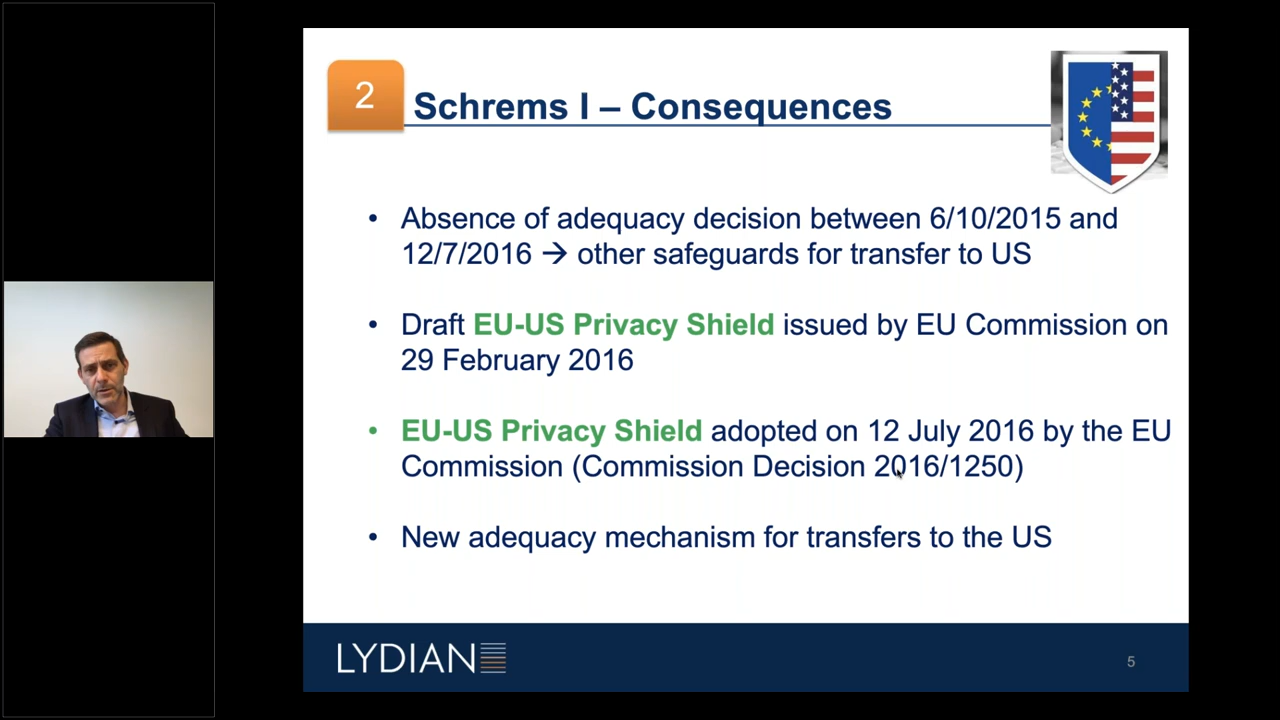 2
Schrems I – Consequences
• Absence of adequacy decision between 6/10/2015 and
12/7/2016 → other safeguards for transfer to US
• Draft EU-US Privacy Shield issued by EU Commission on
29 February 2016
• EU-US Privacy Shield adopted on 12 July 2016 by the EU
Commission (Commission Decision 2016/1250)
• New adequacy mechanism for transfers to the US
LYDIAN
5